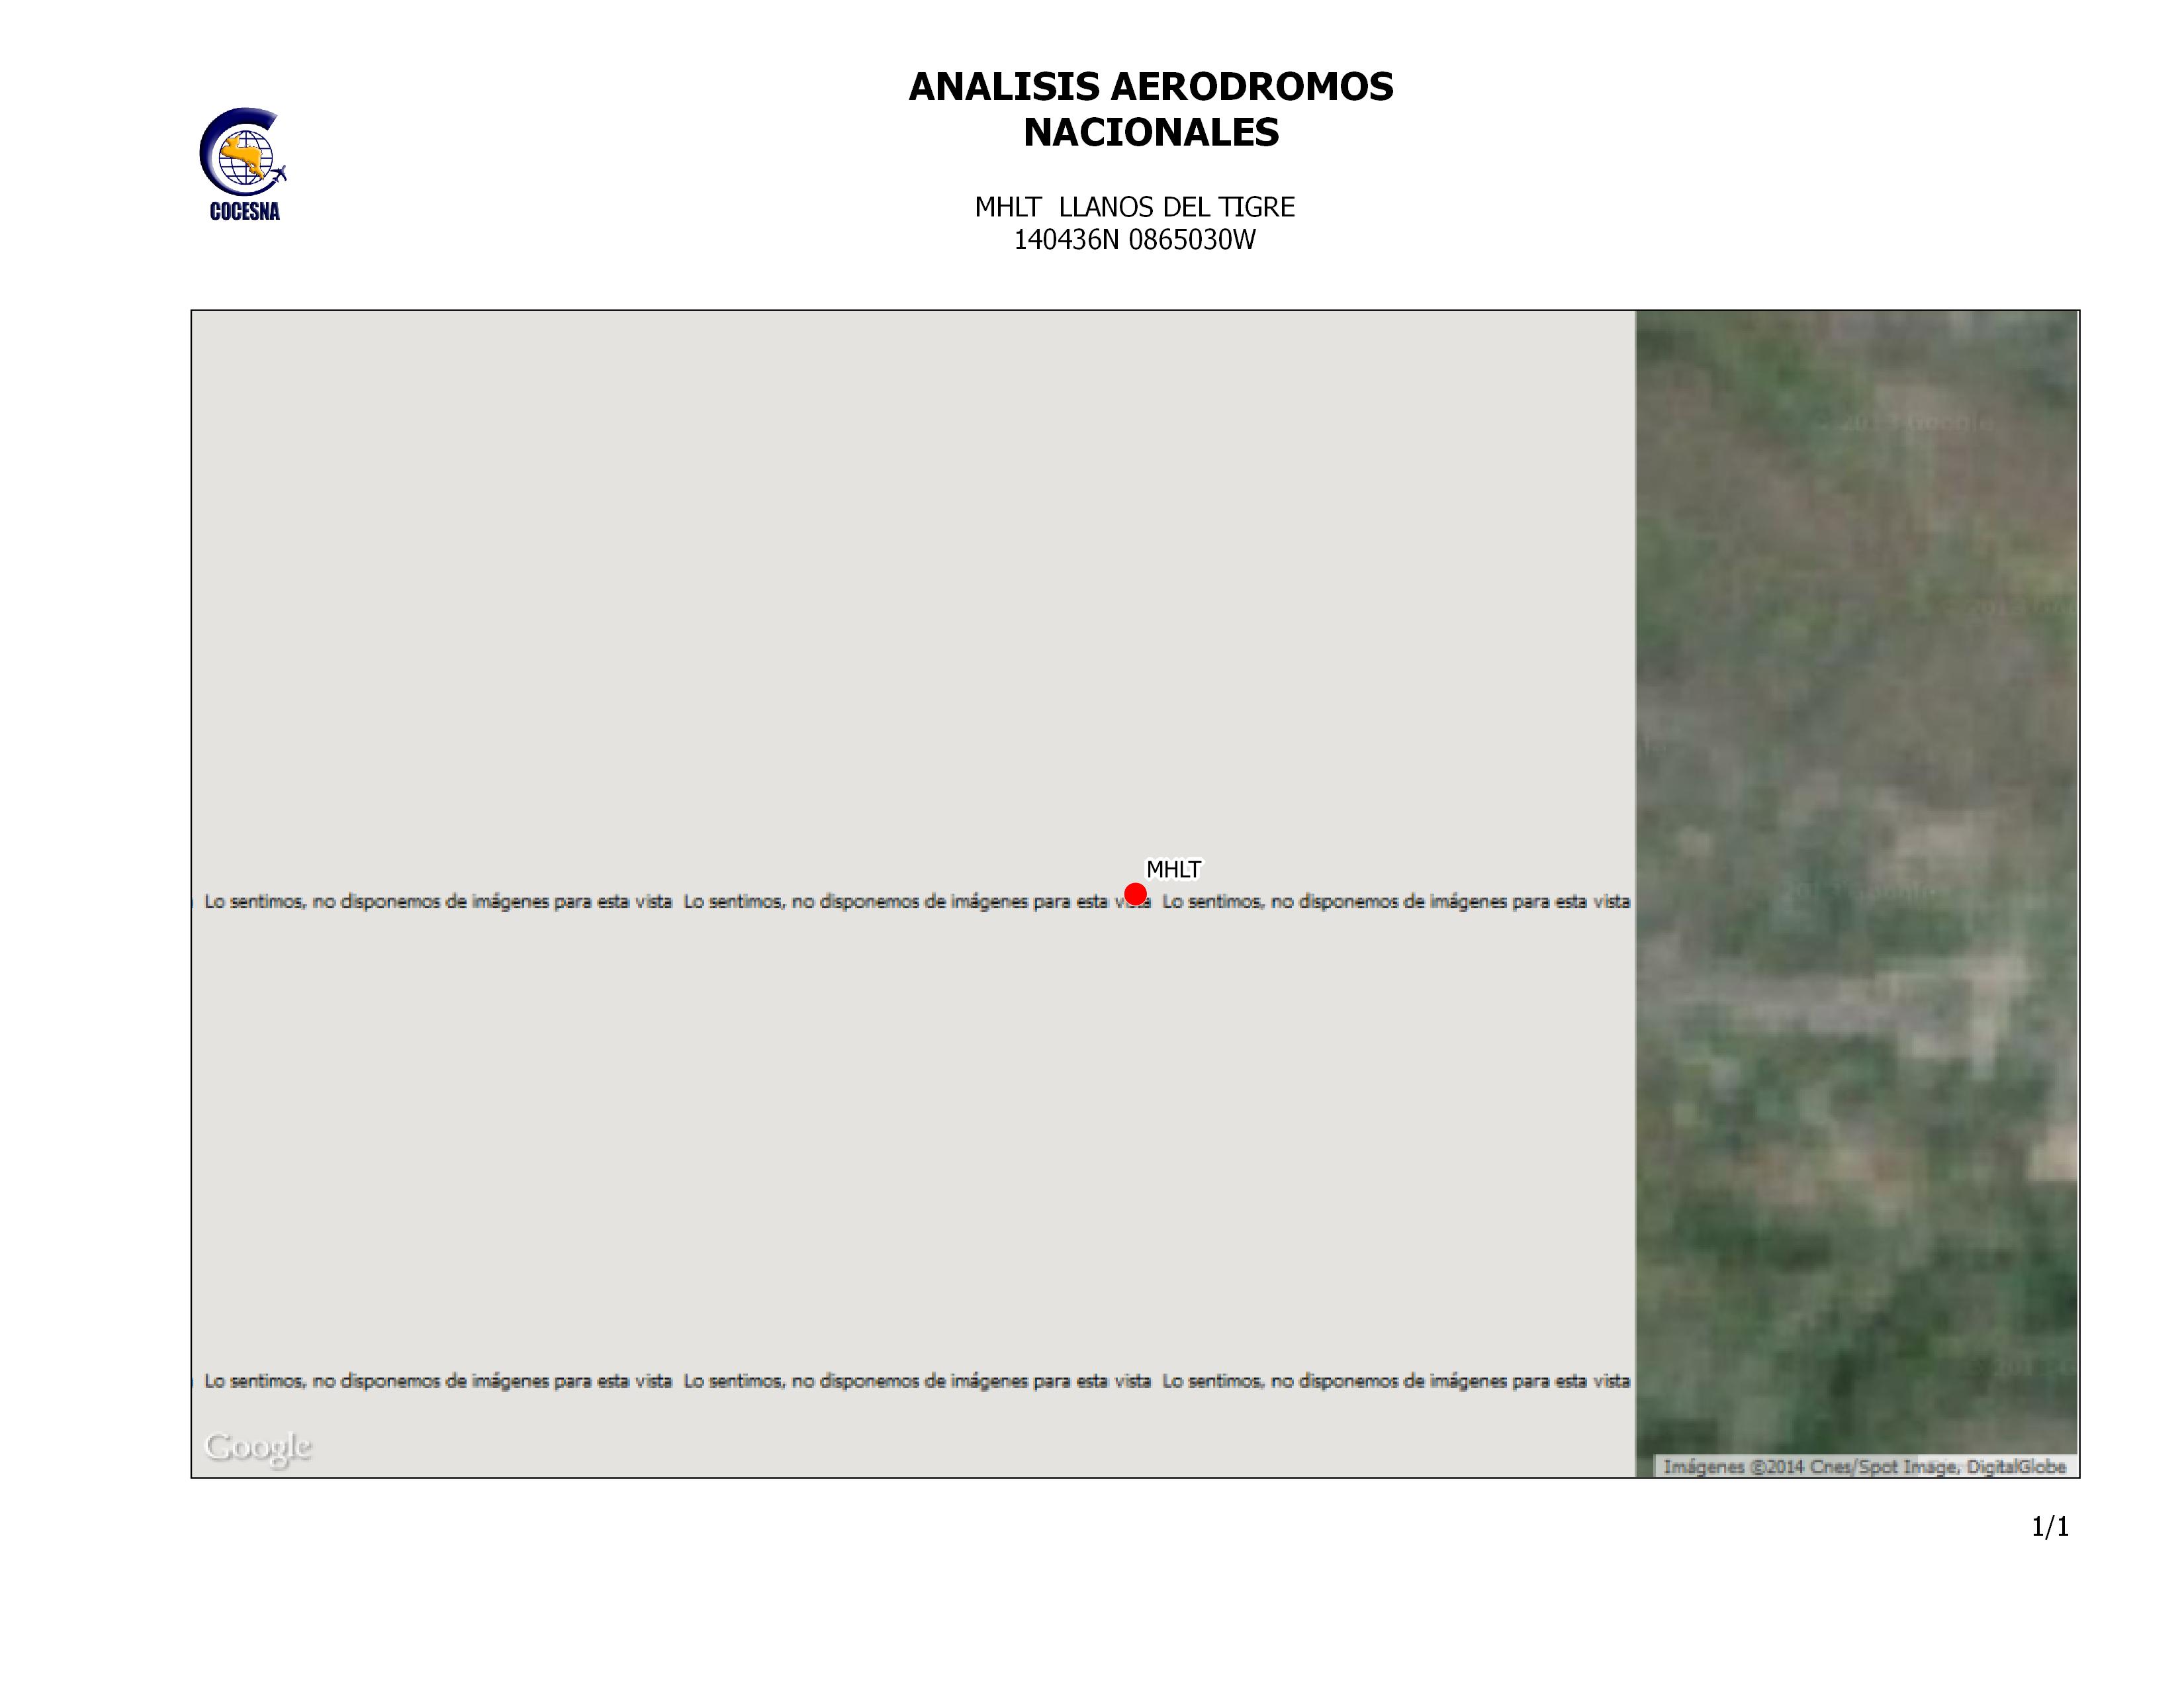 ANALISIS AERODROMOS
NACIONALES
COCESNA
MHLT LLANOS DEL TIGRE
140436N 0865030W
MHLT
Lo sentimos, no disponemos de imágenes para esta vista Lo sentimos, no disponemos de imágenes para esta vista Lo sentimos, no disponemos de imágenes para esta vista
Lo sentimos, no disponemos de imágenes para esta vista Lo sentimos, no disponemos de imágenes para esta vista Lo sentimos, no disponemos de imágenes para esta vista
Google
Imágenes ©2014 Cnes/Spot Image, DigitalGlobe
1/1